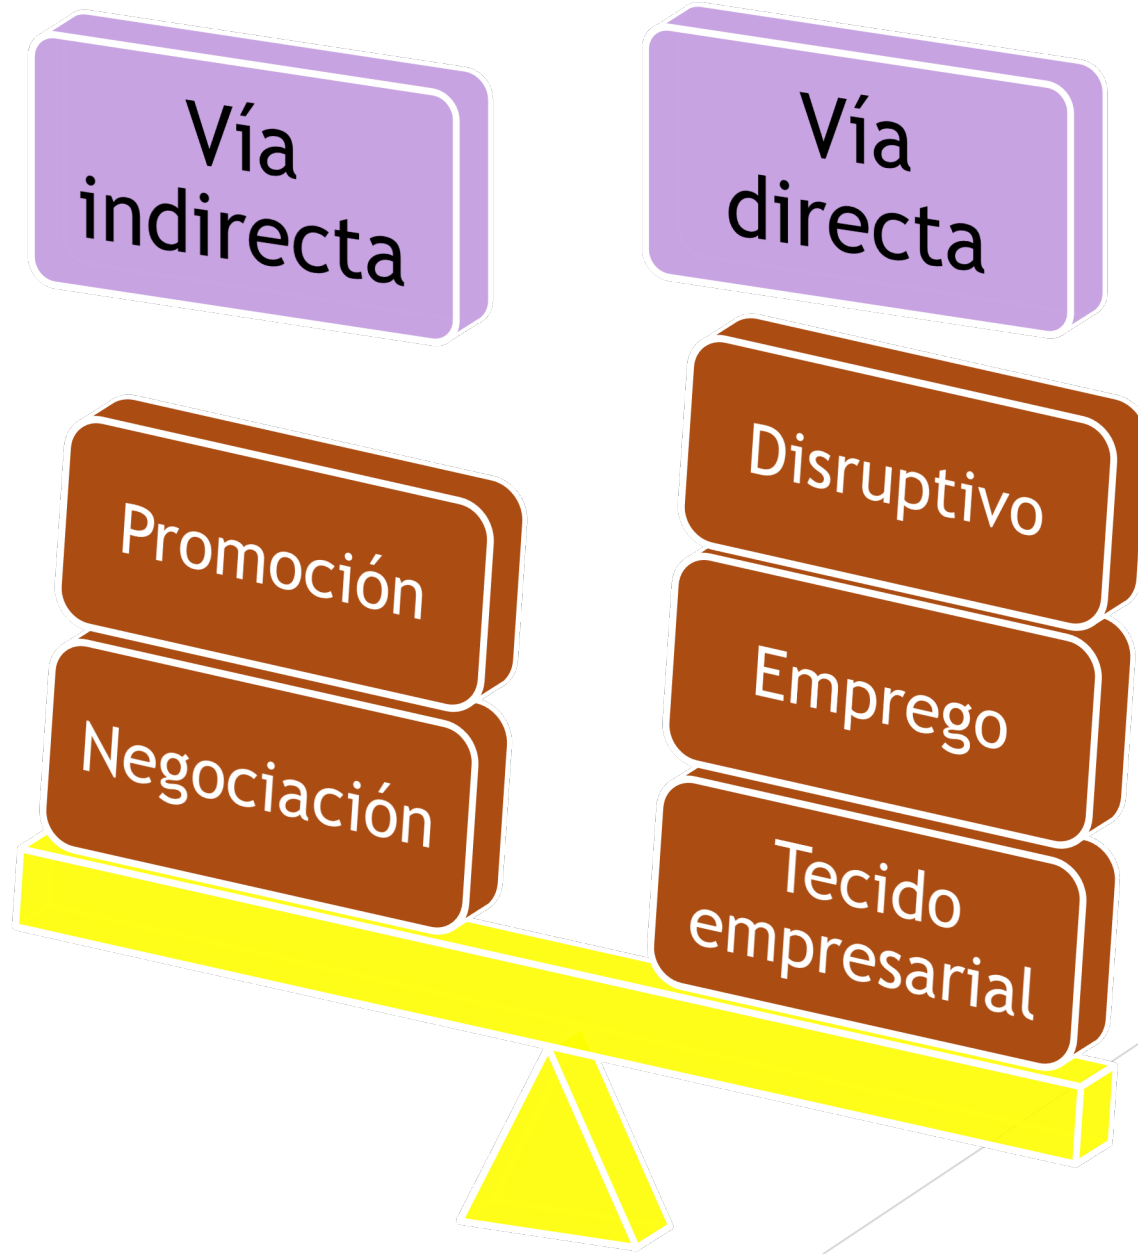 Vía
indirecta
Promoción
Negociación
Vía
directa
Disruptivo
Emprego
Tecido
empresarial